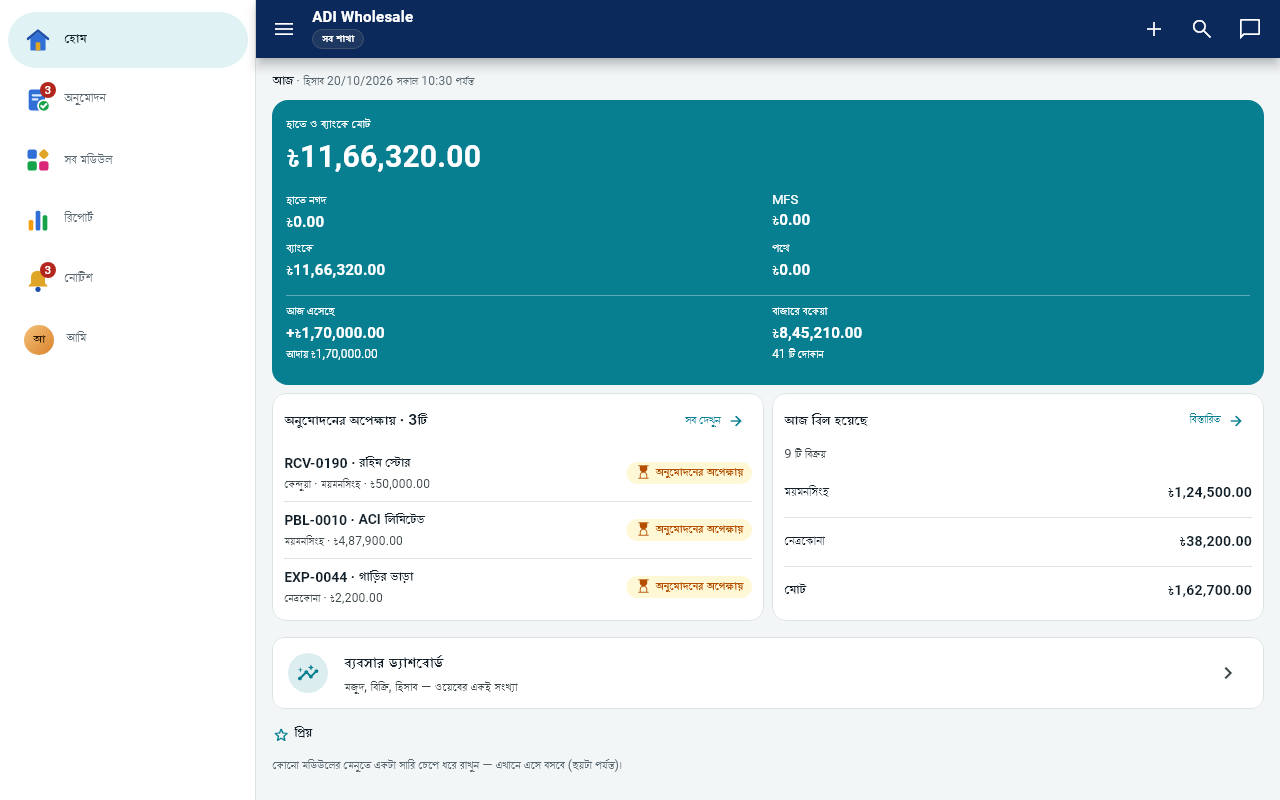 হোম
3
অনুমোদন
সব মডিউল
রিপোর্ট
3
নোটিশ
আ
আমি
ADI Wholesale
সব শাখা
আজ · হিসাব 20/10/2026 সকাল 10:30 পর্যন্ত
হাতে ও ব্যাংকে মোট
৳11,66,320.00
হাতে নগদ
৳0.00
MFS
৳0.00
ব্যাংকে
৳11,66,320.00
পথে
৳0.00
আজ এসেছে
+৳1,70,000.00
আদায় ৳1,70,000.00
বাজারে বকেয়া
৳8,45,210.00
41 টি দোকান
অনুমোদনের অপেক্ষায় · 3টি
সব দেখুন
RCV-0190 · রহিম স্টোর
কেন্দুয়া · ময়মনসিংহ · ৳50,000.00
অনুমোদনের অপেক্ষায়
PBL-0010 · ACI লিমিটেড
ময়মনসিংহ · ৳4,87,900.00
অনুমোদনের অপেক্ষায়
EXP-0044 · গাড়ির ভাড়া
নেত্রকোনা · ৳2,200.00
অনুমোদনের অপেক্ষায়
আজ বিল হয়েছে
বিস্তারিত
9 টি বিক্রয়
ময়মনসিংহ ৳1,24,500.00
নেত্রকোনা ৳38,200.00
মোট ৳1,62,700.00
ব্যবসার ড্যাশবোর্ড
মজুদ, বিক্রি, হিসাব — ওয়েবের একই সংখ্যা
প্রিয়
কোনো মডিউলের মেনুতে একটা সারি চেপে ধরে রাখুন — এখানে এসে বসবে (ছয়টা পর্যন্ত)।